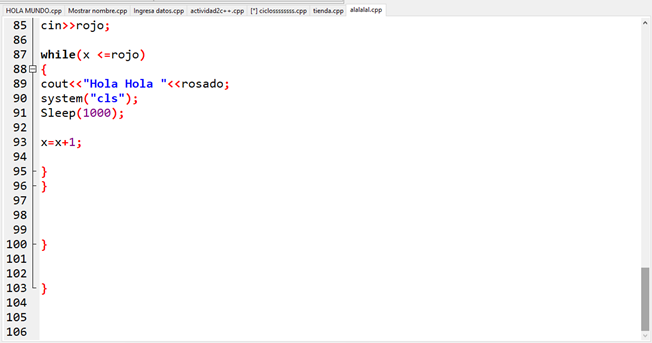 HOLA MUNDO.cpp Mostrar nombre.cpp Ingresa datos.cpp actividad2c++.cpp [*] ciclosssssssss.cpp tienda.cpp alalalal.cpp
85 cin>>rojo;
86
87 while(x <=rojo)
88 {
89 cout<<"Hola Hola "<<rosado;
90 system("cls");
91 Sleep(1000);
92
93 x=x+1;
94
95 }
96 }
97
98
99
100 }
101
102
103 }
104
105
106